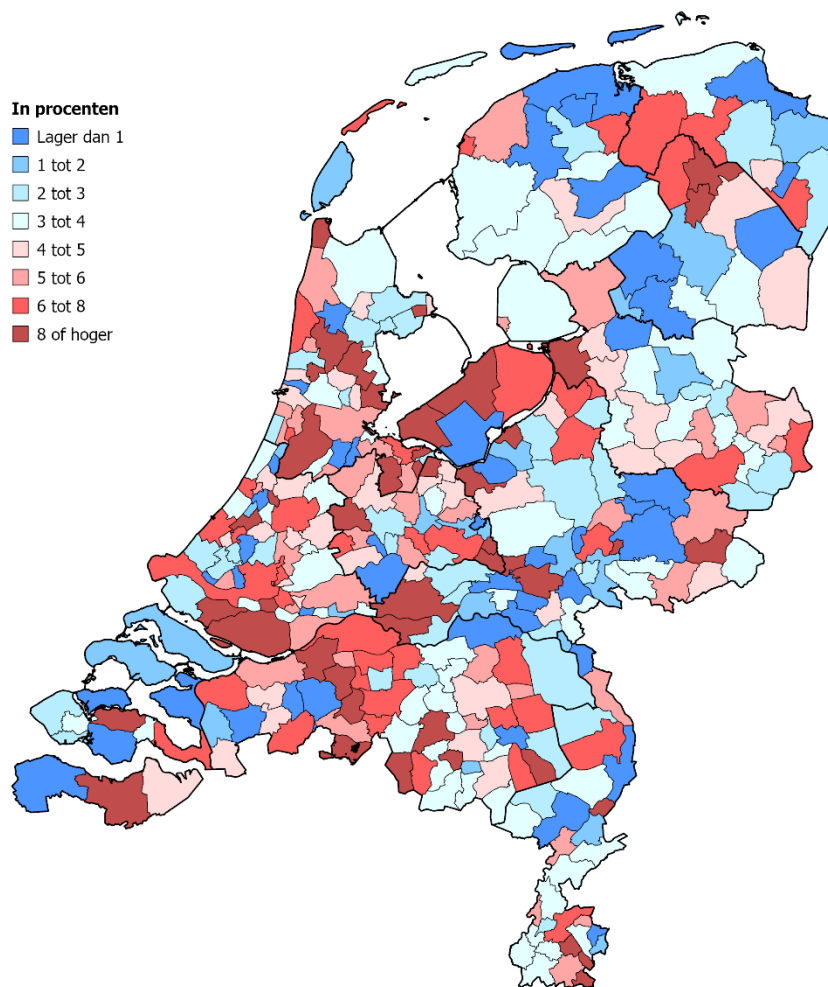 In procenten
Lager dan 1
1 tot 2
2 tot 3
3 tot 4
4 tot 5
5 tot 6
6 tot 8
8 of hoger